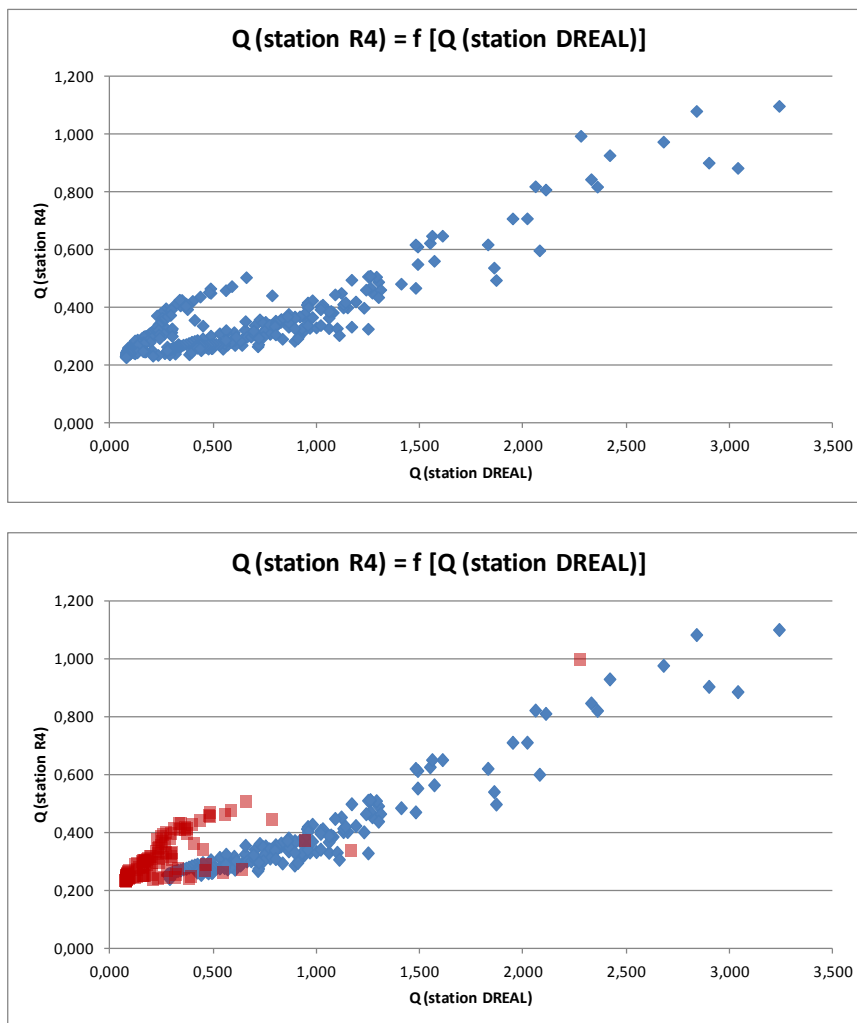 Q (station R4) = f [Q (station DREAL)]
1,200
1,000
0,800
0,600
0,400
0,200
0,000
Q (station R4)
0,000 0,500 1,000 1,500 2,000 2,500 3,000 3,500
Q (station DREAL)
Q (station R4) = f [Q (station DREAL)]
1,200
1,000
0,800
0,600
0,400
0,200
0,000
Q (station R4)
0,000 0,500 1,000 1,500 2,000 2,500 3,000 3,500
Q (station DREAL)